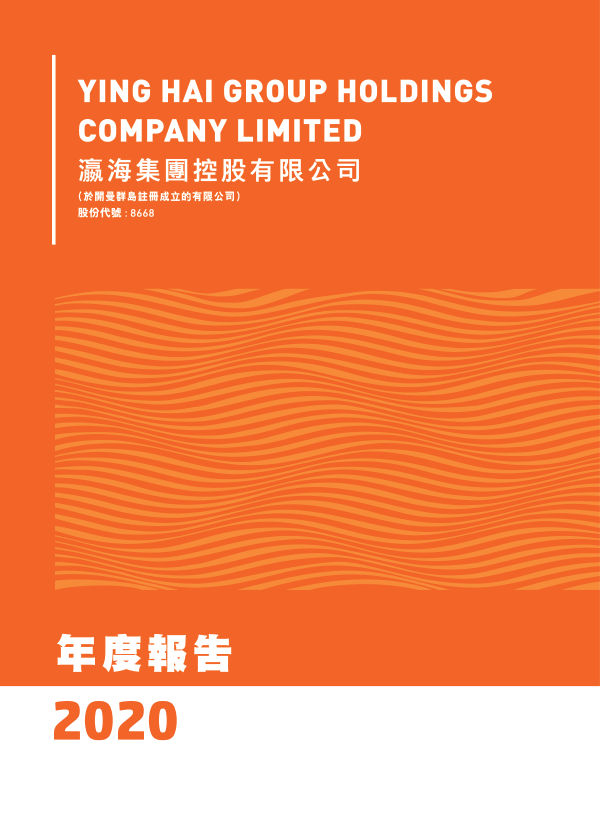 YING HAI GROUP HOLDINGS
COMPANY LIMITED
瀛海集團控股有限公司
(於開曼群島註冊成立的有限公司)
股份代號 : 8668
年度報告
2020